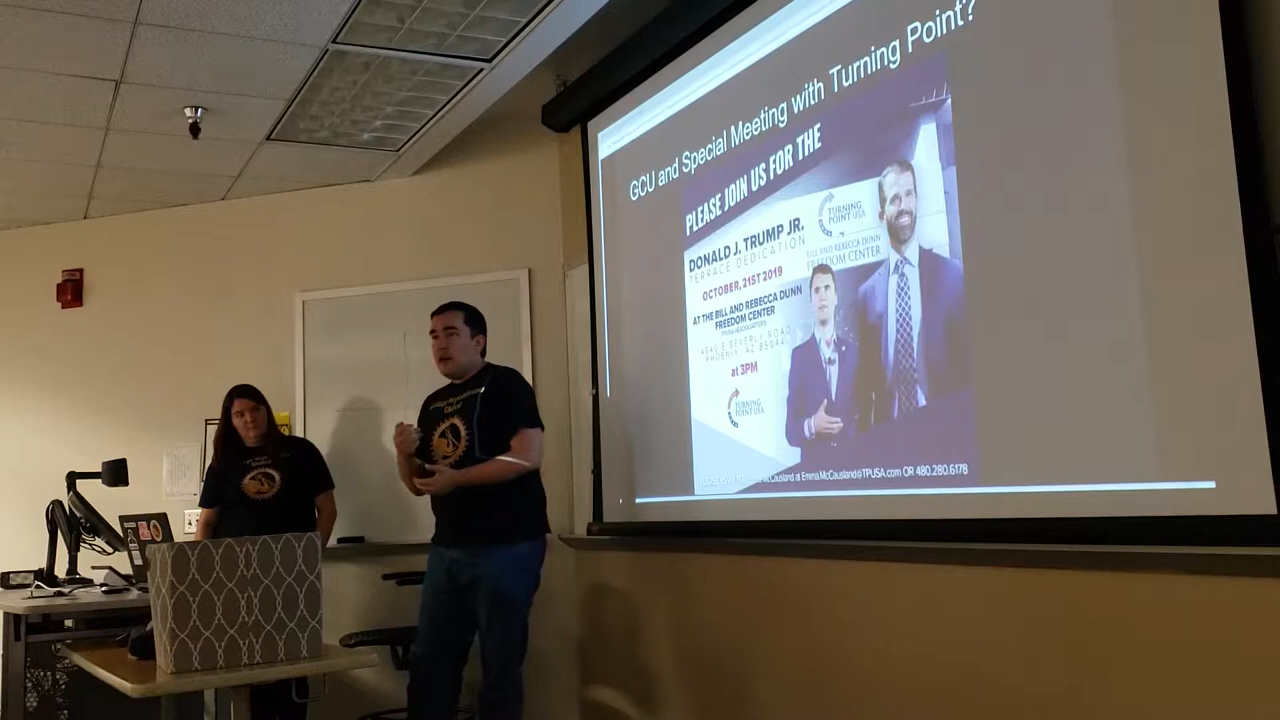 GCU and Special Meeting with Turning Point?
PLEASE JOIN US FOR THE
TURNING
POINT USA
DONALD J. TRUMP JR.
TERRACE DEDICATION
BILL AND REBECCA DUNN
FREEDOM CENTER
OCTOBER, 21ST 2019
AT THE BILL AND REBECCA DUNN
FREEDOM CENTER
TPUSA HEADQUARTERS
4940 E BEVERLY ROAD
PHOENIX, AZ 85044
at 3PM
TURNING
POINT USA
McCausland at Emma.McCausland@TPUSA.com OR 480.280.6178